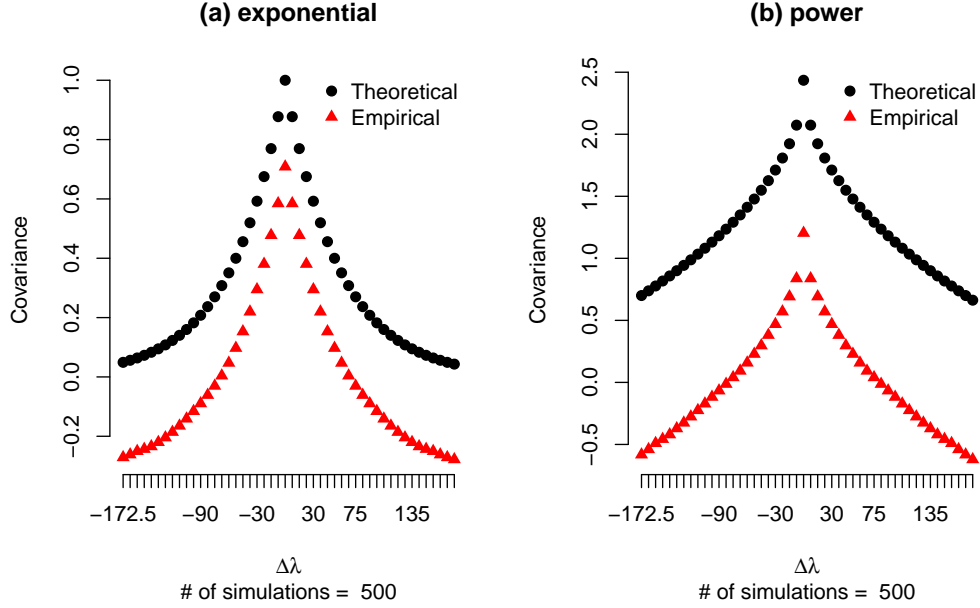 (a) exponential
Covariance
1.0
0.8
0.6
0.4
0.2
0.0
−0.2
Theoretical
Empirical
−172.5 −90 −30 30 75 135
Δλ
# of simulations = 500
(b) power
Covariance
2.5
2.0
1.5
1.0
0.5
0.0
−0.5
Theoretical
Empirical
−172.5 −90 −30 30 75 135
Δλ
# of simulations = 500